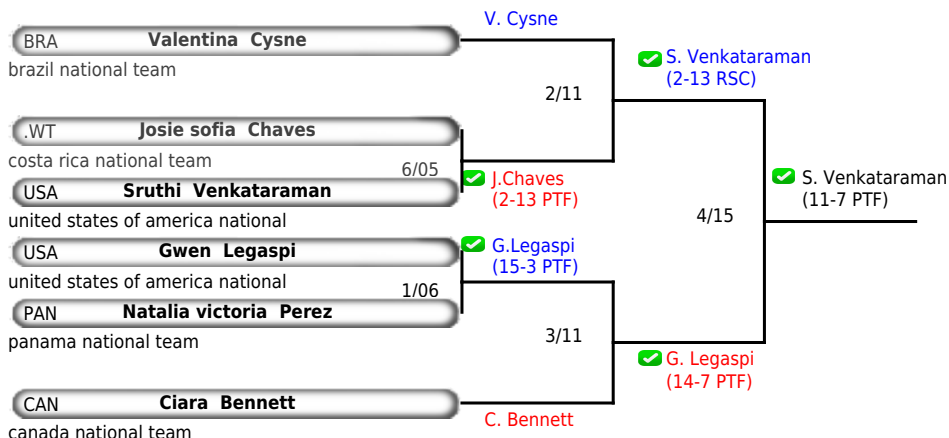 V. Cysne
BRA Valentina Cysne
brazil national team
S. Venkataraman
(2-13 RSC)
2/11
.WT Josie sofia Chaves
costa rica national team
6/05
J.Chaves
(2-13 PTF)
USA Sruthi Venkataraman
united states of america national
S. Venkataraman
(11-7 PTF)
4/15
USA Gwen Legaspi
united states of america national
G.Legaspi
(15-3 PTF)
1/06
PAN Natalia victoria Perez
panama national team
3/11
G. Legaspi
(14-7 PTF)
CAN Ciara Bennett
canada national team
C. Bennett